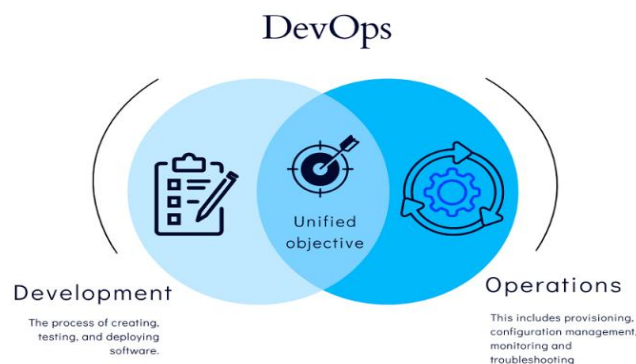 DevOps
Unified
objective
Development
The process of creating,
testing, and deploying
software.
Operations
This includes provisioning,
configuration management,
monitoring and
troubleshooting